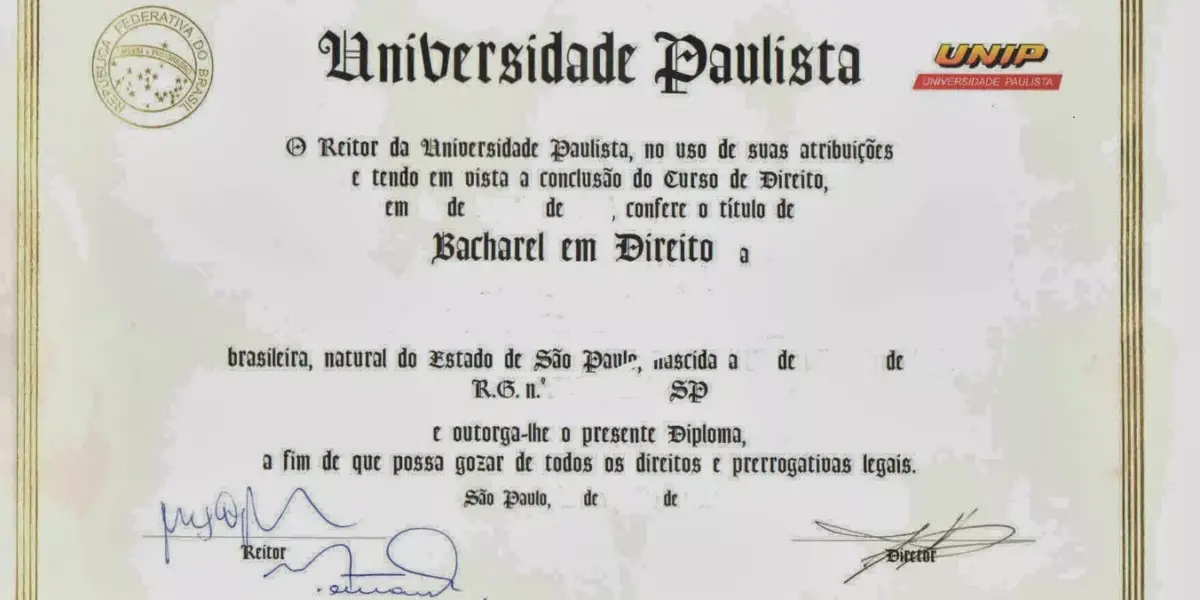 REPÚBLICA FEDERATIVA DO BRASIL
Universidade Paulista
UNIP
UNIVERSIDADE PAULISTA
O Reitor da Universidade Paulista, no uso de suas atribuições
e tendo em vista a conclusão do Curso de Direito,
em de de , confere o título de
Bacharel em Direito a
brasileira, natural do Estado de São Paulo, nascida a de de
R.G. n.º SP
e outorga-lhe o presente Diploma,
a fim de que possa gozar de todos os direitos e prerrogativas legais.
São Paulo, de de
Reitor
Diretor